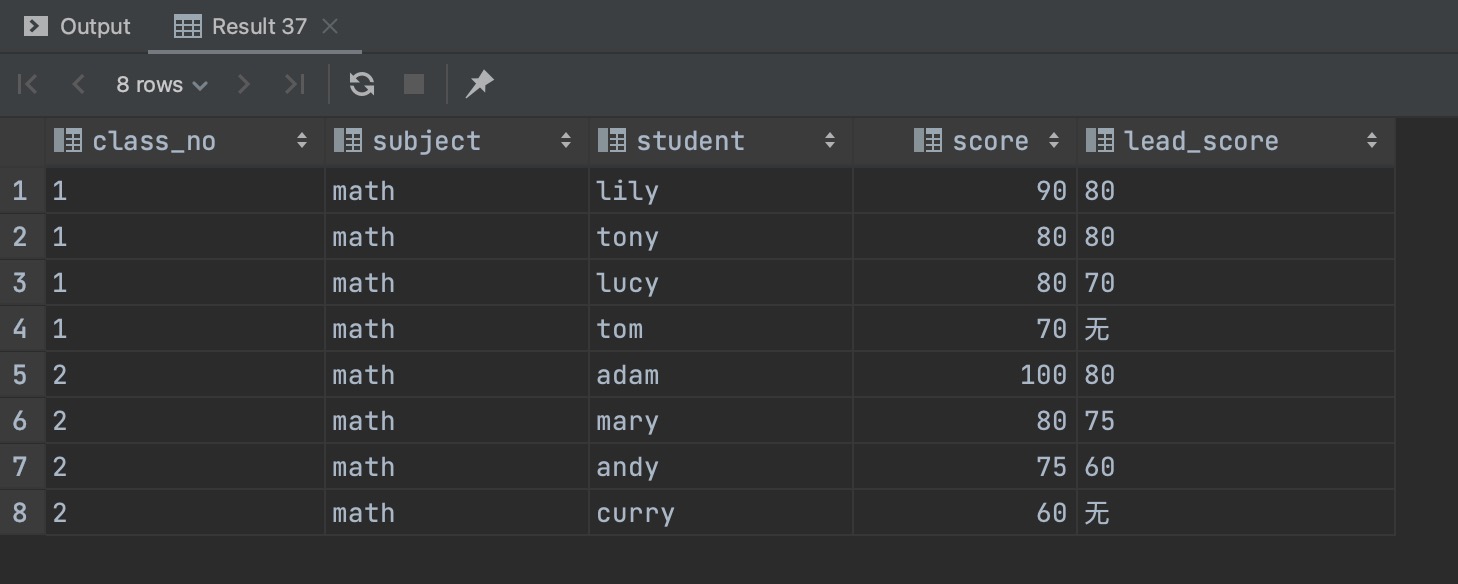 Output Result 37
8 rows
class_no subject student score lead_score
1 1 math lily 90 80
2 1 math tony 80 80
3 1 math lucy 80 70
4 1 math tom 70 无
5 2 math adam 100 80
6 2 math mary 80 75
7 2 math andy 75 60
8 2 math curry 60 无